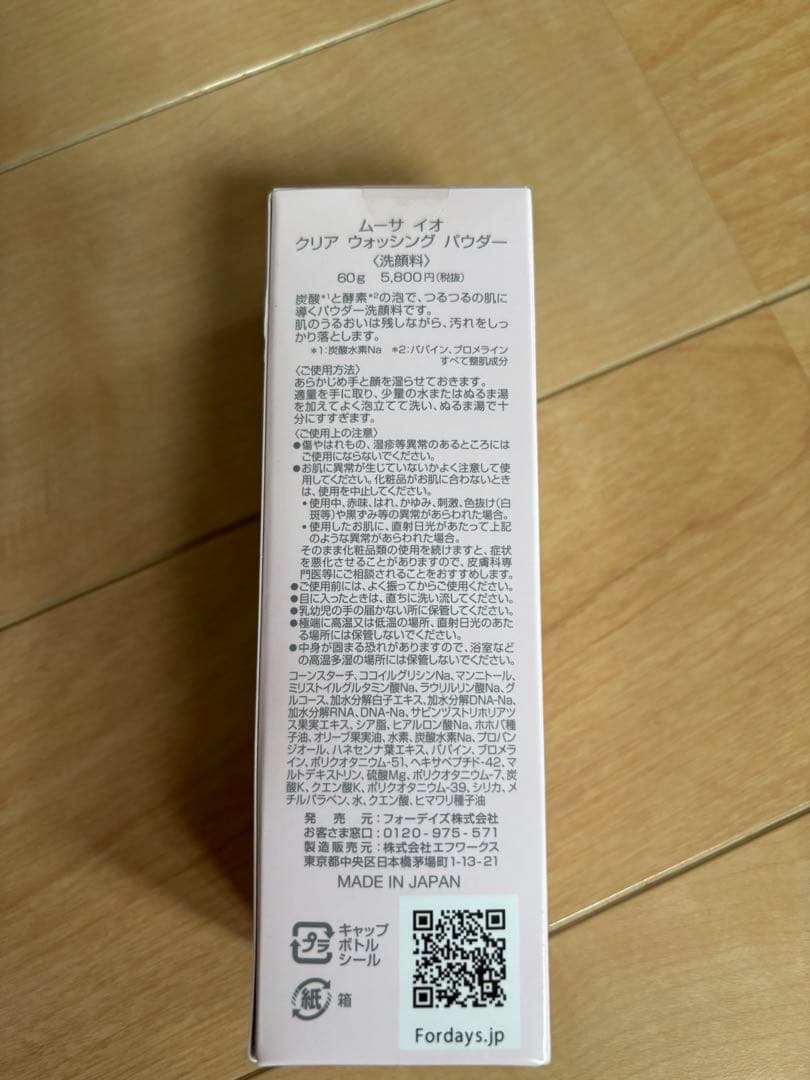 ムーサ イオ
クリア ウォッシング パウダー
〈洗顔料〉
60g 5,800円(税抜)
炭酸*1と酵素*2の泡で、つるつるの肌に
導くパウダー洗顔料です。
肌のうるおいは残しながら、汚れをしっ
かり落とします。
*1:炭酸水素Na *2:パパイン、ブロメライン
すべて整肌成分
〈ご使用方法〉
あらかじめ手と顔を湿らせておきます。
適量を手に取り、少量の水またはぬるま湯
を加えてよく泡立てて洗い、ぬるま湯で十
分にすすぎます。
〈ご使用上の注意〉
●傷やはれもの、湿疹等異常のあるところには
ご使用にならないでください。
●お肌に異常が生じていないかよく注意して使
用してください。化粧品がお肌に合わないとき
は、使用を中止してください。
・使用中、赤味、はれ、かゆみ、刺激、色抜け(白
斑等)や黒ずみ等の異常があらわれた場合。
・使用したお肌に、直射日光があたって上記
のような異常があらわれた場合。
そのまま化粧品類の使用を続けますと、症状
を悪化させることがありますので、皮膚科専
門医等にご相談されることをおすすめします。
●ご使用前には、よく振ってからご使用ください。
●目に入ったときは、直ちに洗い流してください。
●乳幼児の手の届かない所に保管してください。
●極端に高温又は低温の場所、直射日光のあた
る場所には保管しないでください。
●中身が固まる恐れがありますので、浴室など
の高温多湿の場所には保管しないでください。
コーンスターチ、ココイルグリシンNa、マンニトール、
ミリストイルグルタミン酸Na、ラウリルリン酸Na、グ
ルコース、加水分解白子エキス、加水分解DNA-Na、
加水分解RNA、DNA-Na、サピンヅストリホリアツ
ス果実エキス、シア脂、ヒアルロン酸Na、ホホバ種
子油、オリーブ果実油、水素、炭酸水素Na、プロパン
ジオール、ハネセンナ葉エキス、パパイン、ブロメラ
イン、ポリクオタニウム-51、ヘキサペプチド-42、マ
ルトデキストリン、硫酸Mg、ポリクオタニウム-7、炭
酸K、クエン酸K、ポリクオタニウム-39、シリカ、メ
チルパラベン、水、クエン酸、ヒマワリ種子油
発売元:フォーデイズ株式会社
お客さま窓口:0120-975-571
製造販売元:株式会社エフワークス
東京都中央区日本橋茅場町1-13-21
MADE IN JAPAN
プラ
キャップ
ボトル
シール
紙
箱
Fordays.jp